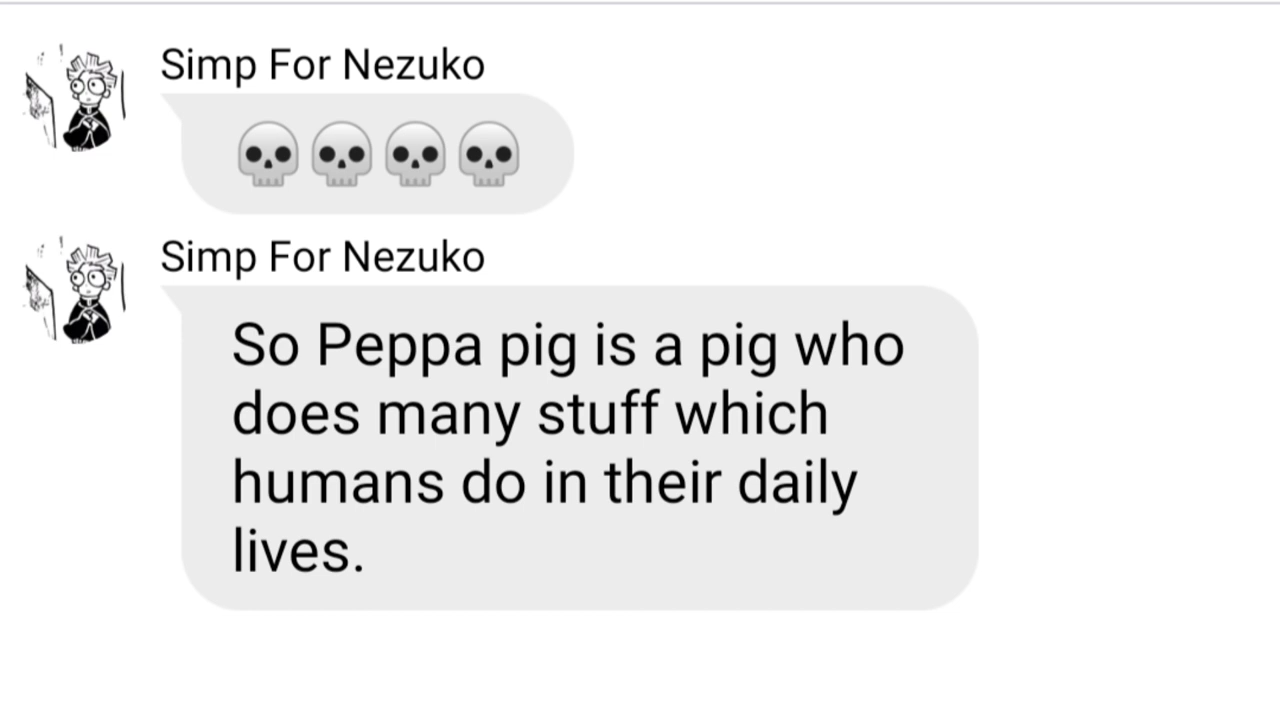 Simp For Nezuko
💀💀💀💀
Simp For Nezuko
So Peppa pig is a pig who
does many stuff which
humans do in their daily
lives.